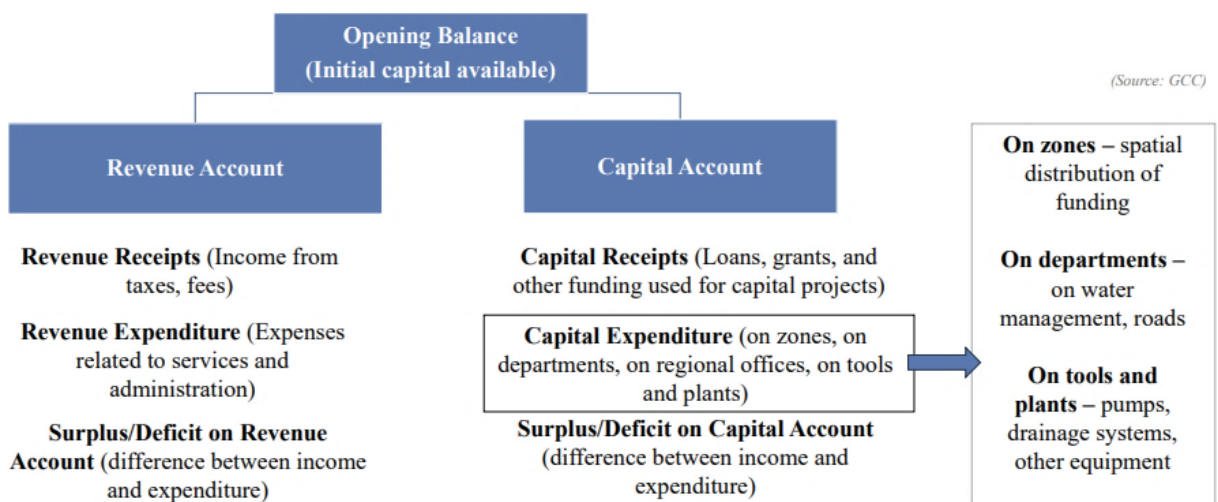 Opening Balance
(Initial capital available)
(Source: GCC)
Revenue Account
Capital Account
Revenue Receipts (Income from
taxes, fees)
Revenue Expenditure (Expenses
related to services and
administration)
Surplus/Deficit on Revenue
Account (difference between income
and expenditure)
Capital Receipts (Loans, grants, and
other funding used for capital projects)
Capital Expenditure (on zones, on
departments, on regional offices, on tools
and plants)
Surplus/Deficit on Capital Account
(difference between income and
expenditure)
On zones – spatial
distribution of
funding
On departments –
on water
management, roads
On tools and
plants – pumps,
drainage systems,
other equipment